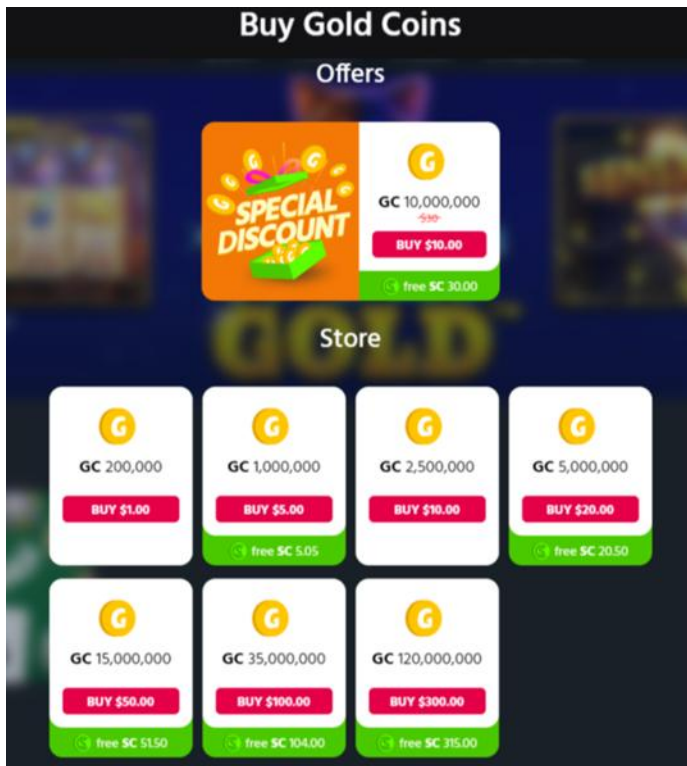 Buy Gold Coins
Offers
SPECIAL
DISCOUNT
G
GC 10,000,000
$30
BUY $10.00
free SC 30.00
GOLD
Store
G
GC 200,000
BUY $1.00
G
GC 1,000,000
BUY $5.00
free SC 5.05
G
GC 2,500,000
BUY $10.00
G
GC 5,000,000
BUY $20.00
free SC 20.50
G
GC 15,000,000
BUY $50.00
free SC 51.50
G
GC 35,000,000
BUY $100.00
free SC 104.00
G
GC 120,000,000
BUY $300.00
free SC 315.00